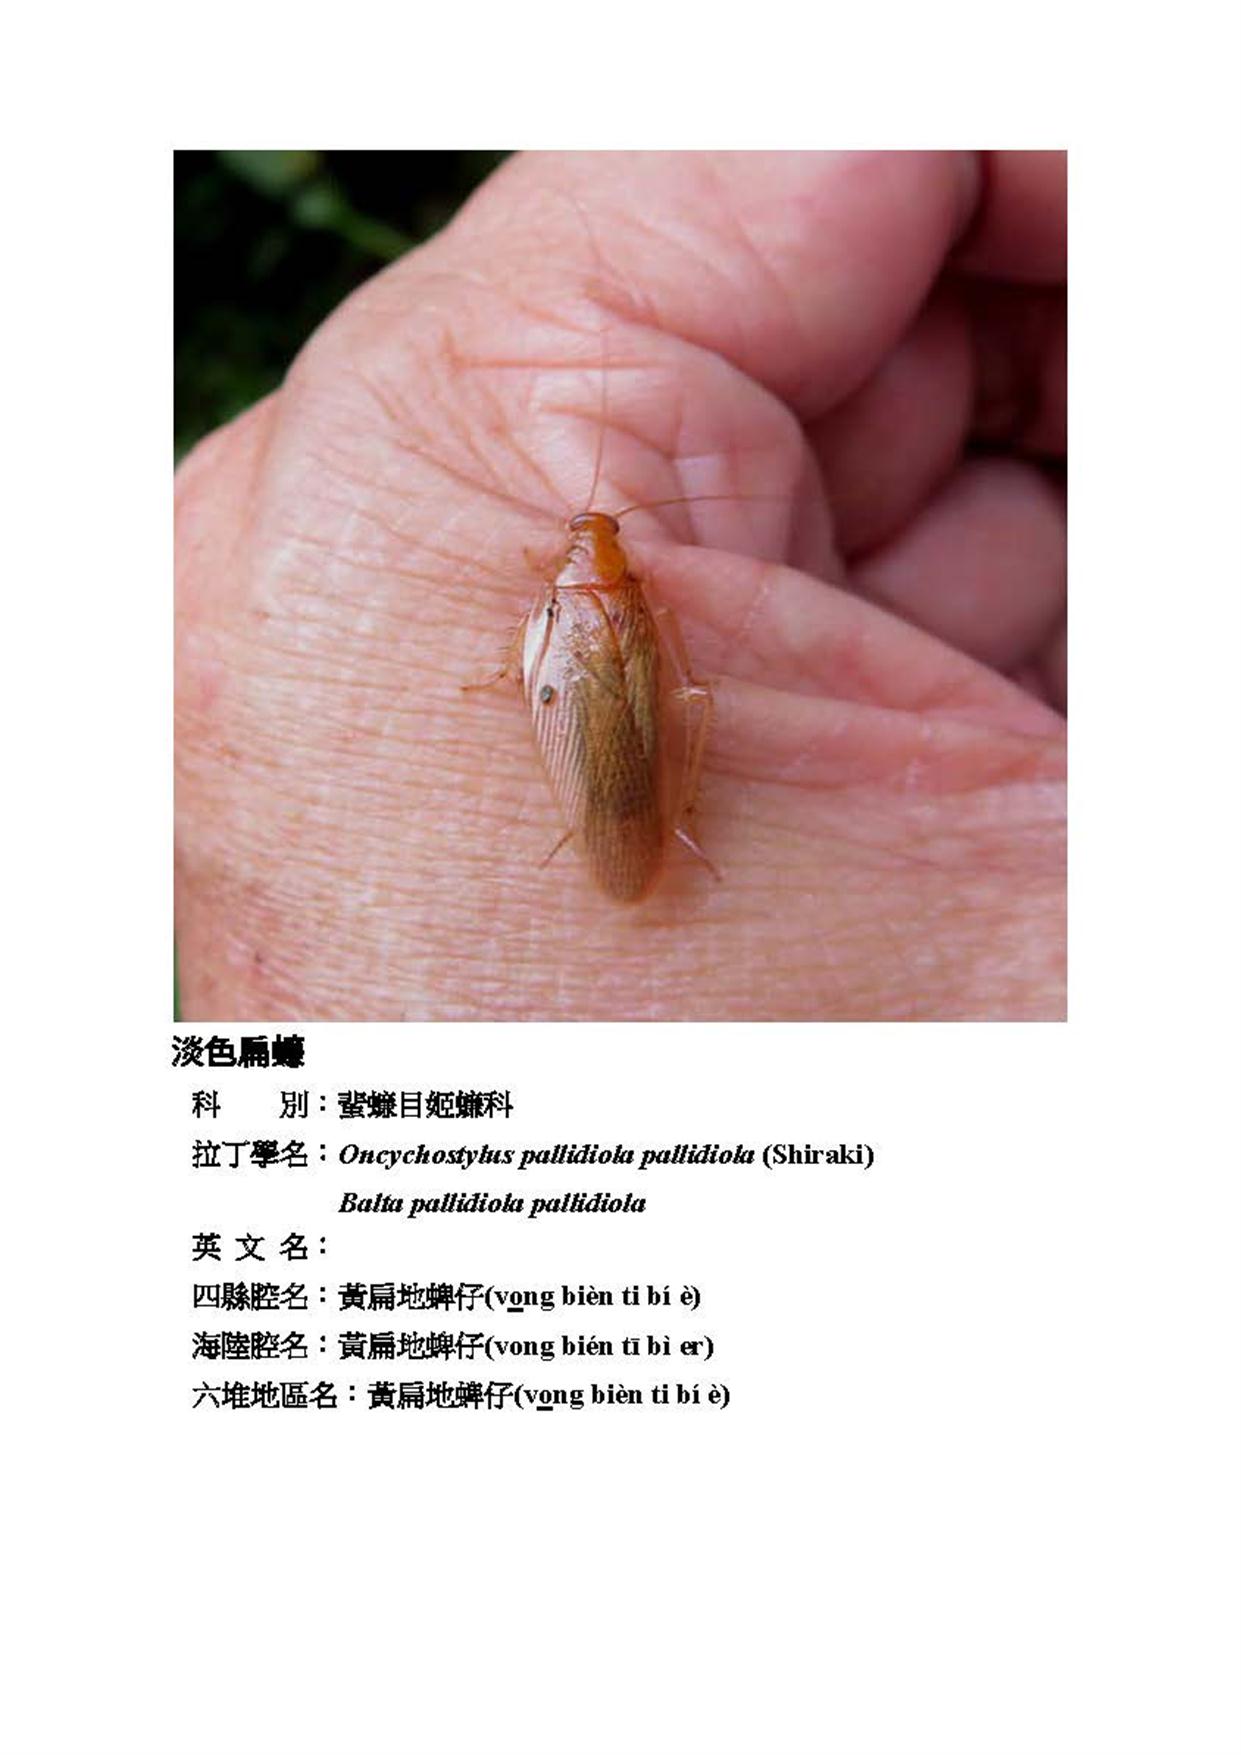 淡色扁蠊
科　　別：蜚蠊目姬蠊科
拉丁學名：Oncychostylus pallidiola pallidiola (Shiraki)
Balta pallidiola pallidiola
英 文 名：
四縣腔名：黃扁地蜱仔(vong bièn ti bí è)
海陸腔名：黃扁地蜱仔(vong bién tī bì er)
六堆地區名：黃扁地蜱仔(vong bièn ti bí è)